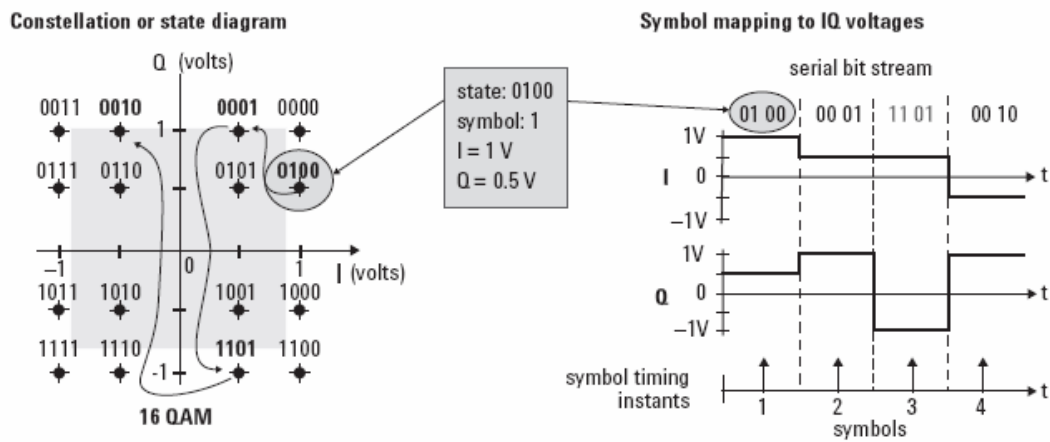 Constellation or state diagram
Q (volts)
0011 0010 0001 0000
1
0111 0110 0101 0100
–1 0 I (volts) 1
1011 1010 1001 1000
1111 1110 1101 1100
-1
16 QAM
state: 0100
symbol: 1
I = 1 V
Q = 0.5 V
Symbol mapping to IQ voltages
serial bit stream
01 00 00 01 11 01 00 10
1V
I 0 t
–1V
1V
Q 0 t
–1V
symbol timing
instants
t
1 2 3 4
symbols